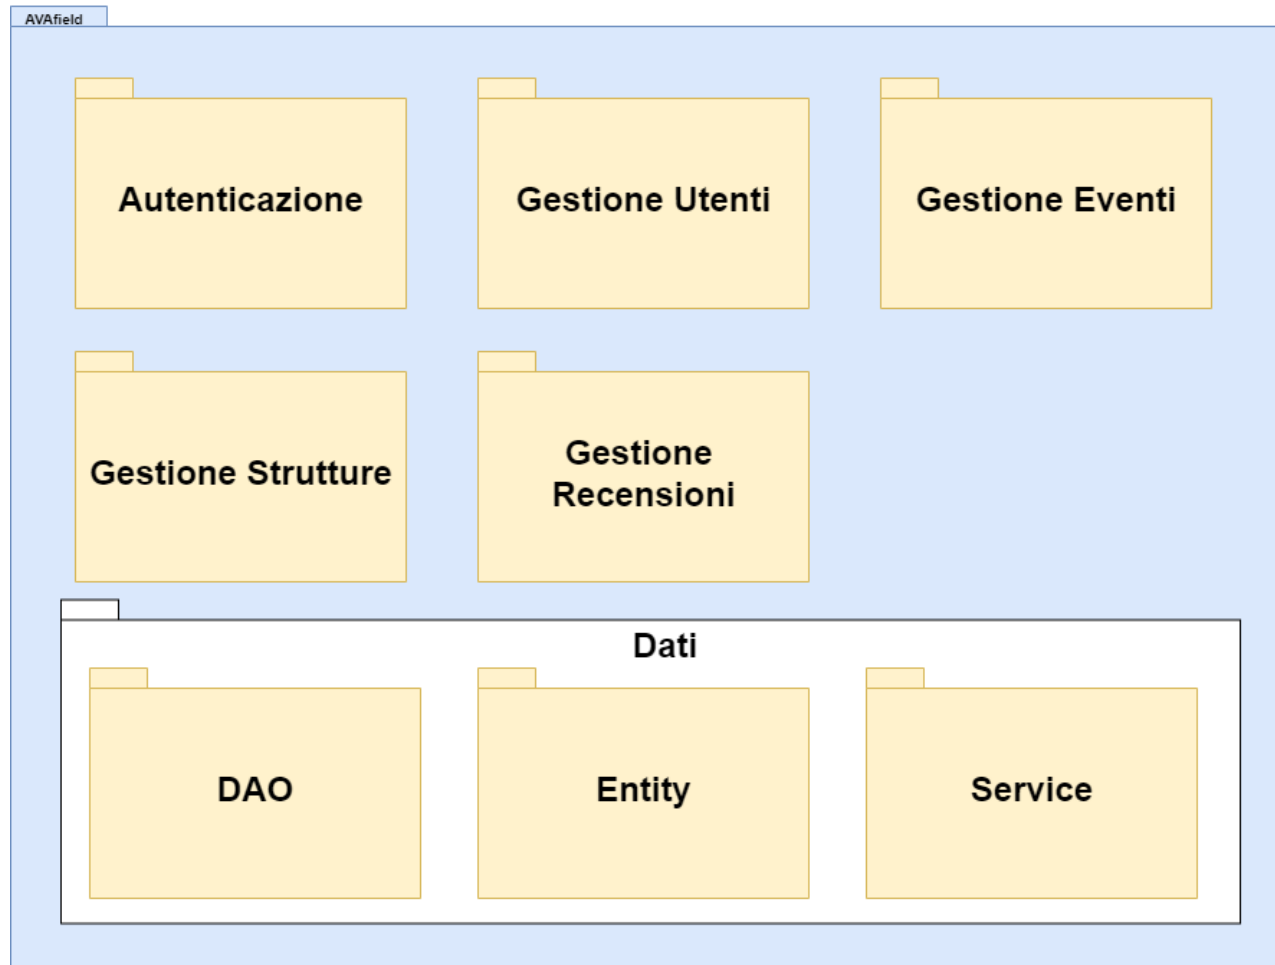 AVAfield
Autenticazione
Gestione Utenti
Gestione Eventi
Gestione Strutture
Gestione
Recensioni
Dati
DAO
Entity
Service